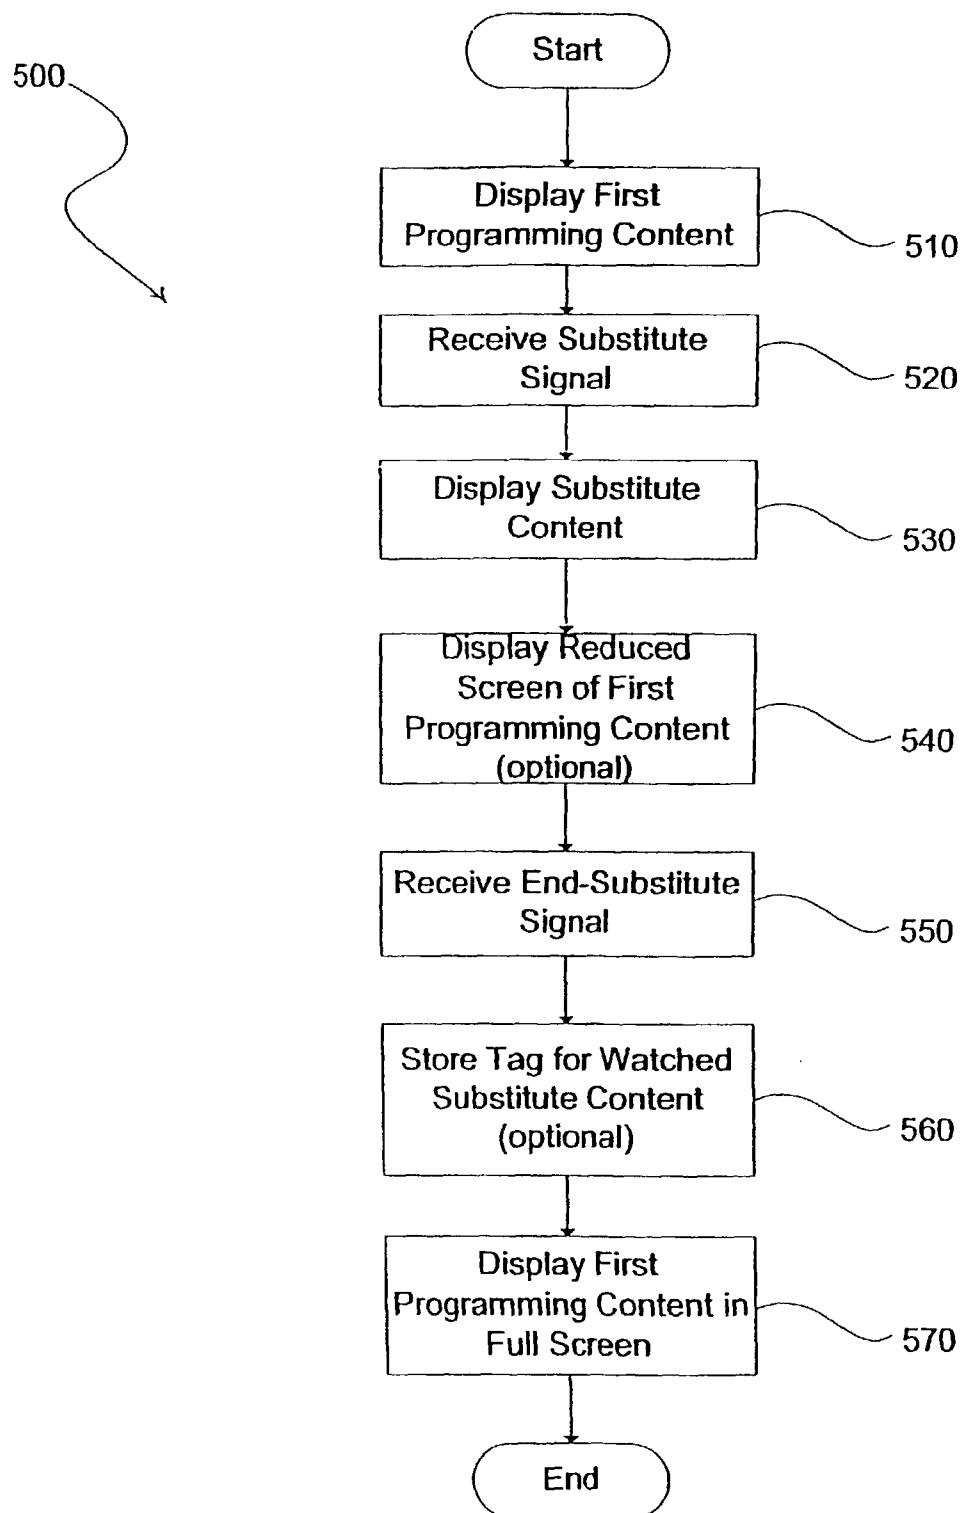 Start
500
Display First
Programming Content
510
Receive Substitute
Signal
520
Display Substitute
Content
530
Display Reduced
Screen of First
Programming Content
(optional)
540
Receive End-Substitute
Signal
550
Store Tag for Watched
Substitute Content
(optional)
560
Display First
Programming Content in
Full Screen
570
End